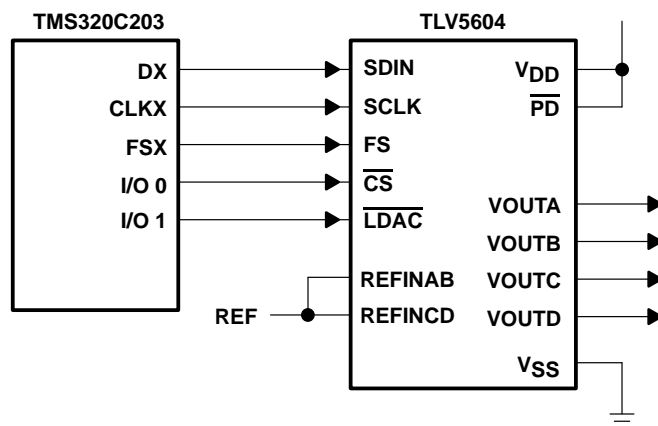 TMS320C203
DX
CLKX
FSX
I/O 0
I/O 1
REF
TLV5604
SDIN
SCLK
FS
CS
LDAC
REFINAB
REFINCD
VDD
PD
VOUTA
VOUTB
VOUTC
VOUTD
VSS